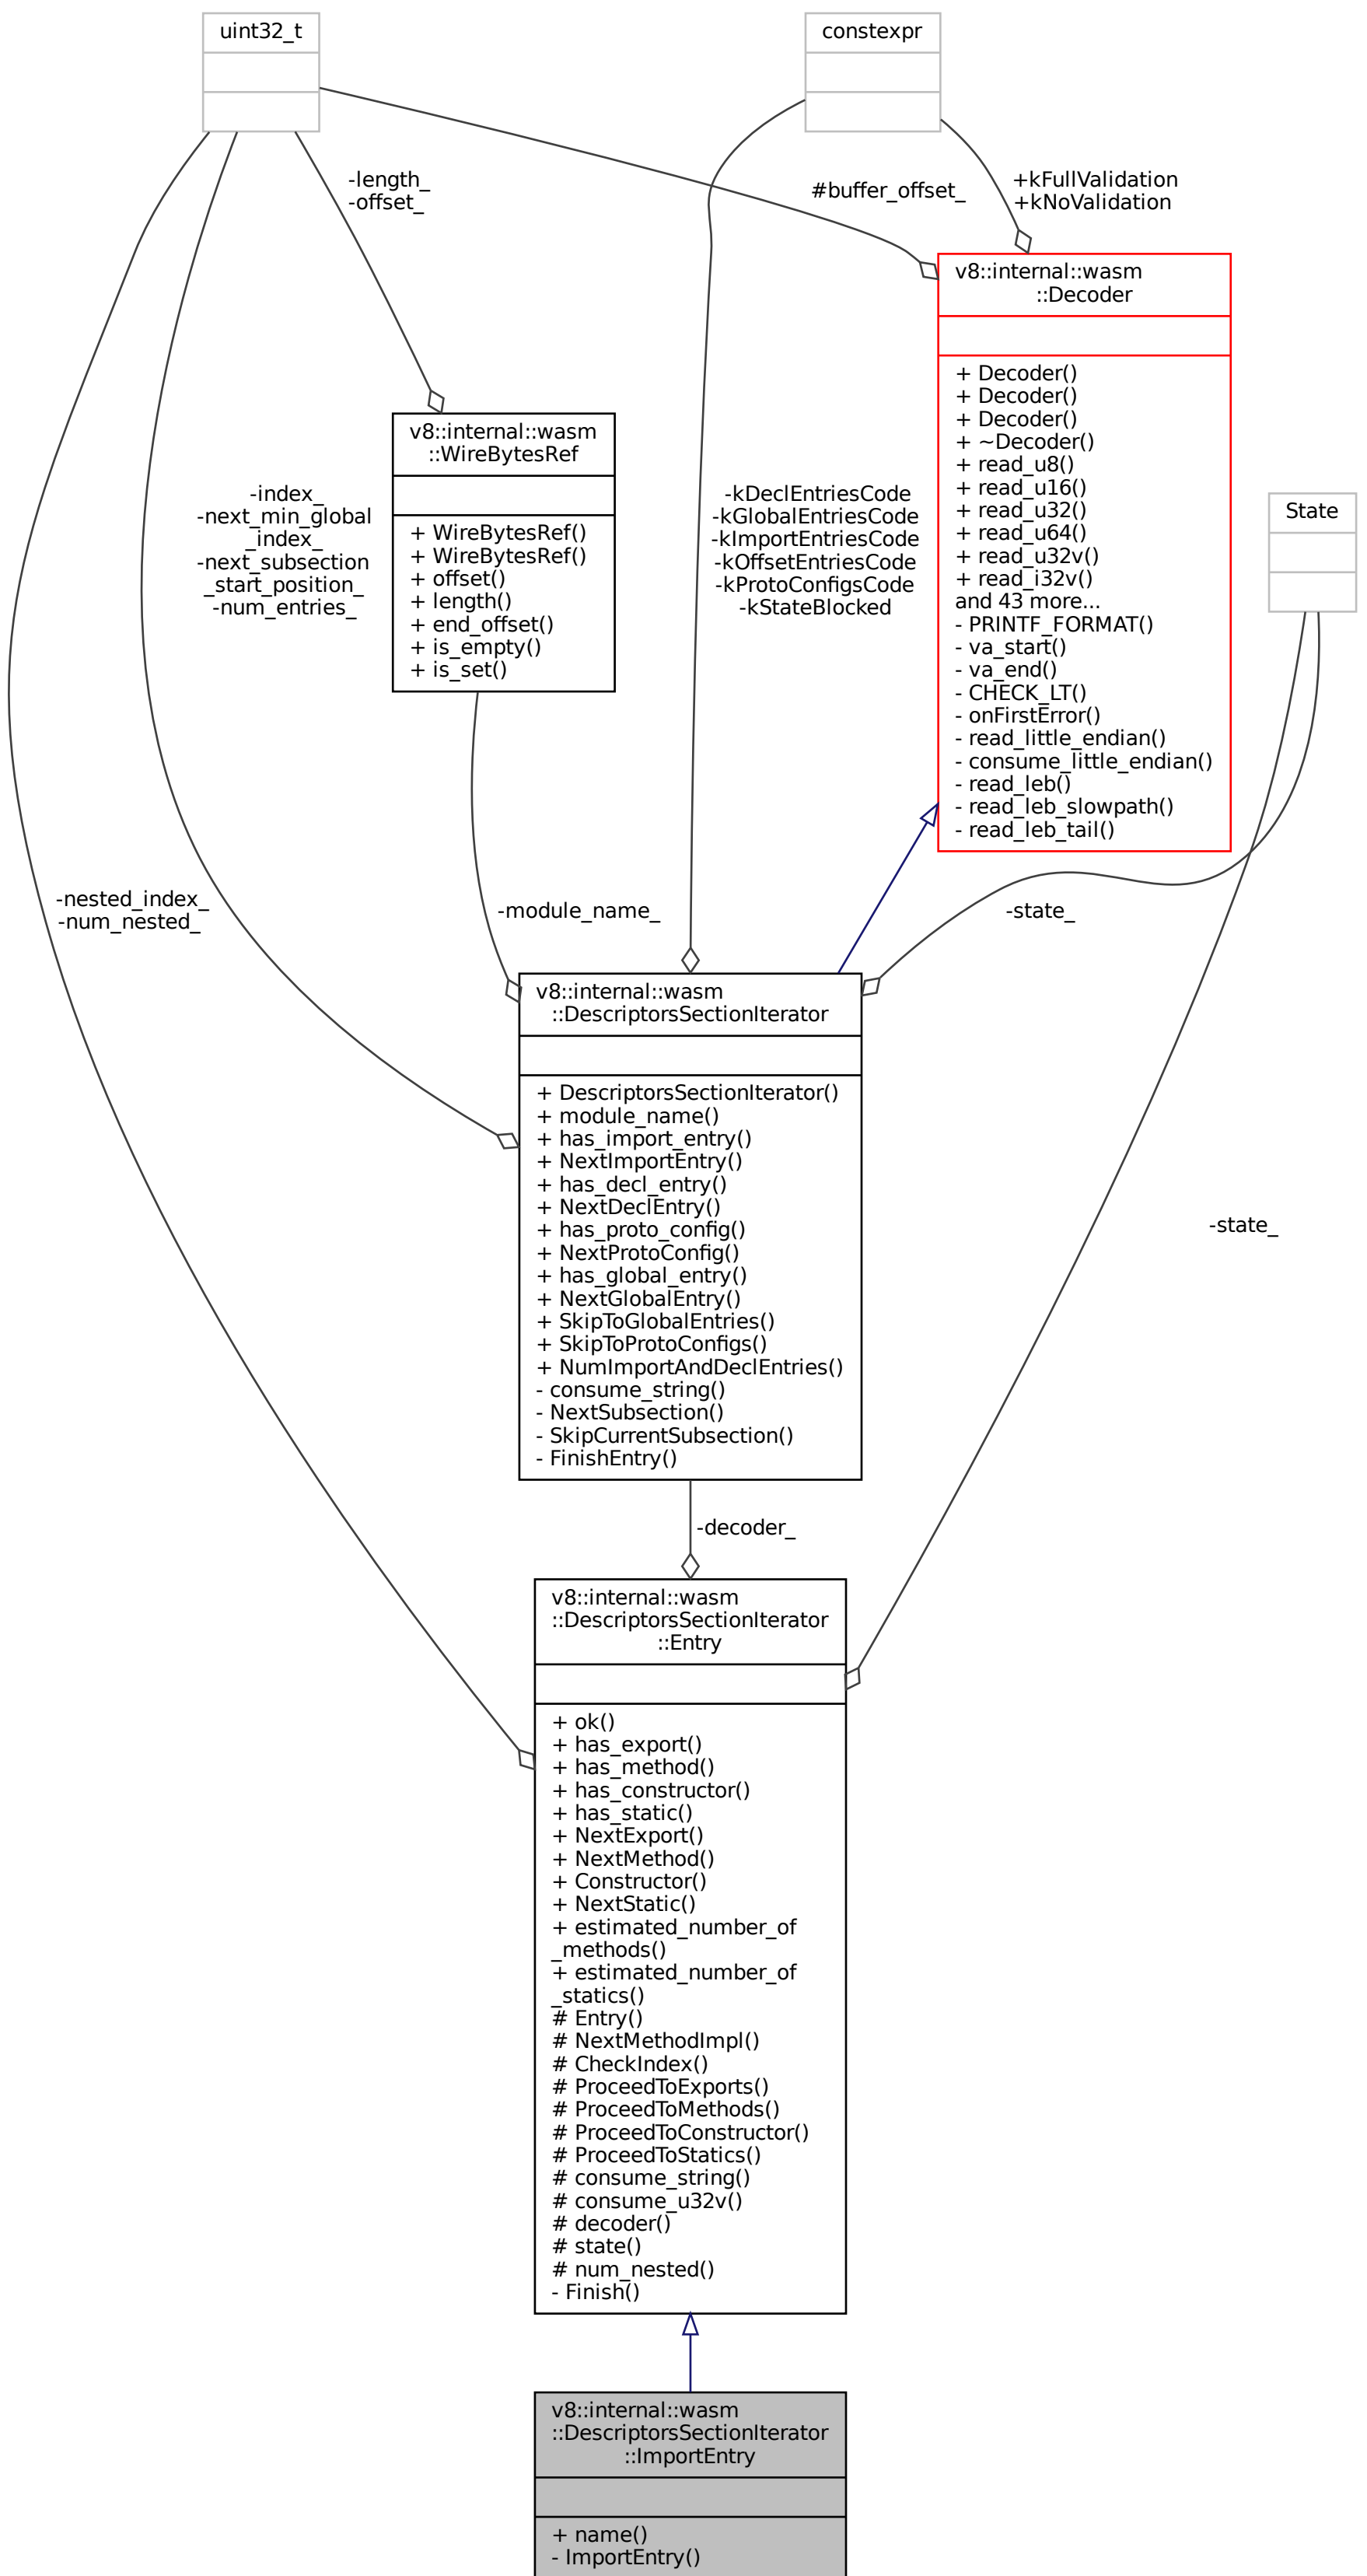 uint32_t
constexpr
-length_
-offset_
#buffer_offset_
+kFullValidation
+kNoValidation
v8::internal::wasm
::Decoder
+ Decoder()
+ Decoder()
+ Decoder()
+ ~Decoder()
+ read_u8()
+ read_u16()
+ read_u32()
+ read_u64()
+ read_u32v()
+ read_i32v()
and 43 more...
- PRINTF_FORMAT()
- va_start()
- va_end()
- CHECK_LT()
- onFirstError()
- read_little_endian()
- consume_little_endian()
- read_leb()
- read_leb_slowpath()
- read_leb_tail()
v8::internal::wasm
::WireBytesRef
+ WireBytesRef()
+ WireBytesRef()
+ offset()
+ length()
+ end_offset()
+ is_empty()
+ is_set()
-index_
-next_min_global
_index_
-next_subsection
_start_position_
-num_entries_
-kDeclEntriesCode
-kGlobalEntriesCode
-kImportEntriesCode
-kOffsetEntriesCode
-kProtoConfigsCode
-kStateBlocked
State
-nested_index_
-num_nested_
-module_name_
-state_
v8::internal::wasm
::DescriptorsSectionIterator
+ DescriptorsSectionIterator()
+ module_name()
+ has_import_entry()
+ NextImportEntry()
+ has_decl_entry()
+ NextDeclEntry()
+ has_proto_config()
+ NextProtoConfig()
+ has_global_entry()
+ NextGlobalEntry()
+ SkipToGlobalEntries()
+ SkipToProtoConfigs()
+ NumImportAndDeclEntries()
- consume_string()
- NextSubsection()
- SkipCurrentSubsection()
- FinishEntry()
-state_
-decoder_
v8::internal::wasm
::DescriptorsSectionIterator
::Entry
+ ok()
+ has_export()
+ has_method()
+ has_constructor()
+ has_static()
+ NextExport()
+ NextMethod()
+ Constructor()
+ NextStatic()
+ estimated_number_of
_methods()
+ estimated_number_of
_statics()
# Entry()
# NextMethodImpl()
# CheckIndex()
# ProceedToExports()
# ProceedToMethods()
# ProceedToConstructor()
# ProceedToStatics()
# consume_string()
# consume_u32v()
# decoder()
# state()
# num_nested()
- Finish()
v8::internal::wasm
::DescriptorsSectionIterator
::ImportEntry
+ name()
- ImportEntry()